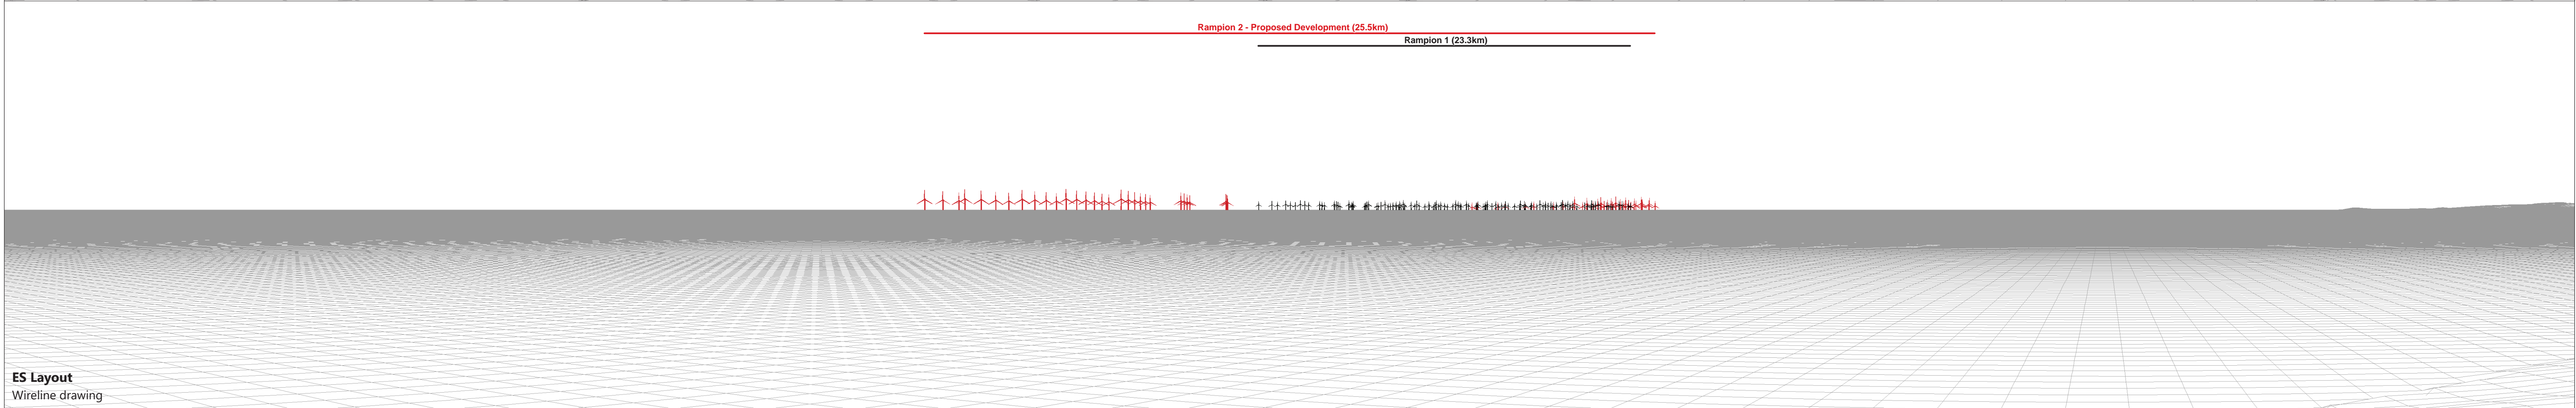 Rampion 2 - Proposed Development (25.5km)
Rampion 1 (23.3km)
ES Layout
Wireline drawing